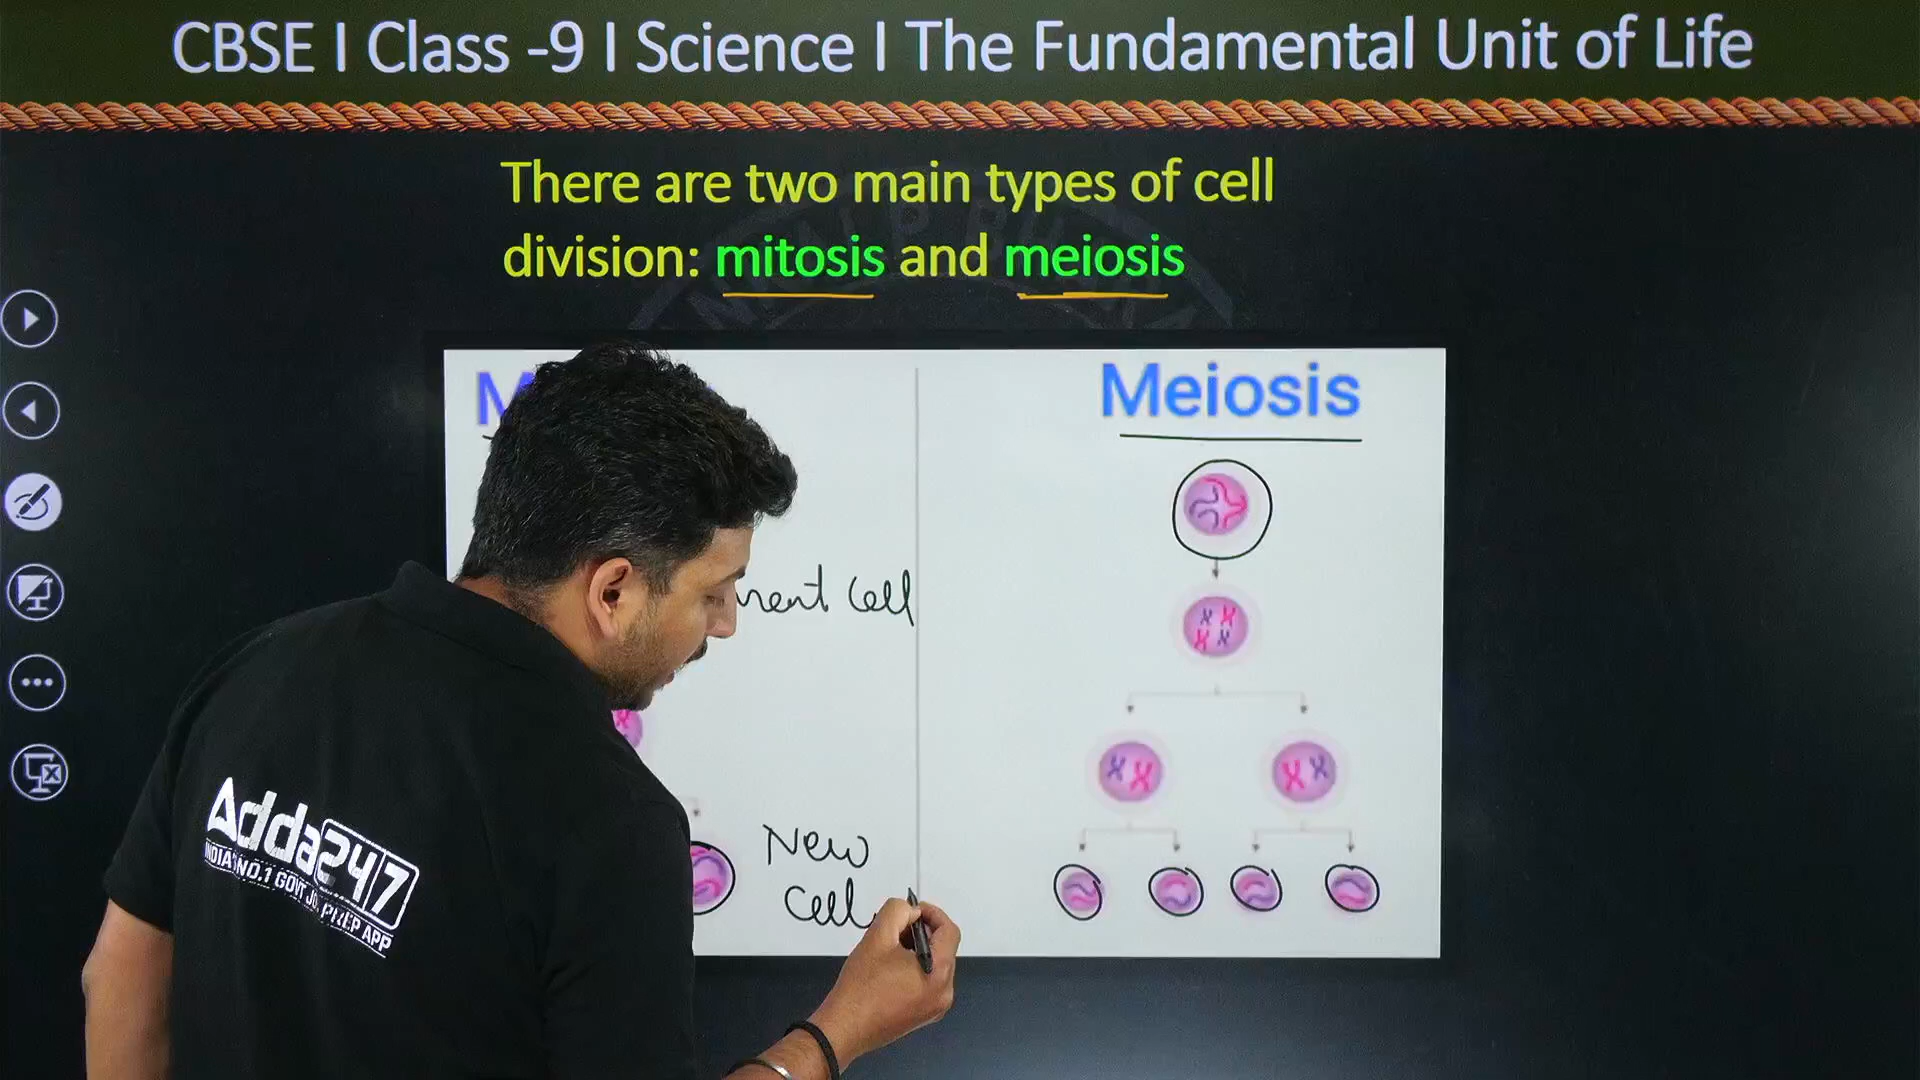 CBSE I Class -9 I Science I The Fundamental Unit of Life
There are two main types of cell
division: mitosis and meiosis
Meiosis
Cell
New
Cell
Adda247
INDIA'S NO.1 GOVT JOB PREP APP